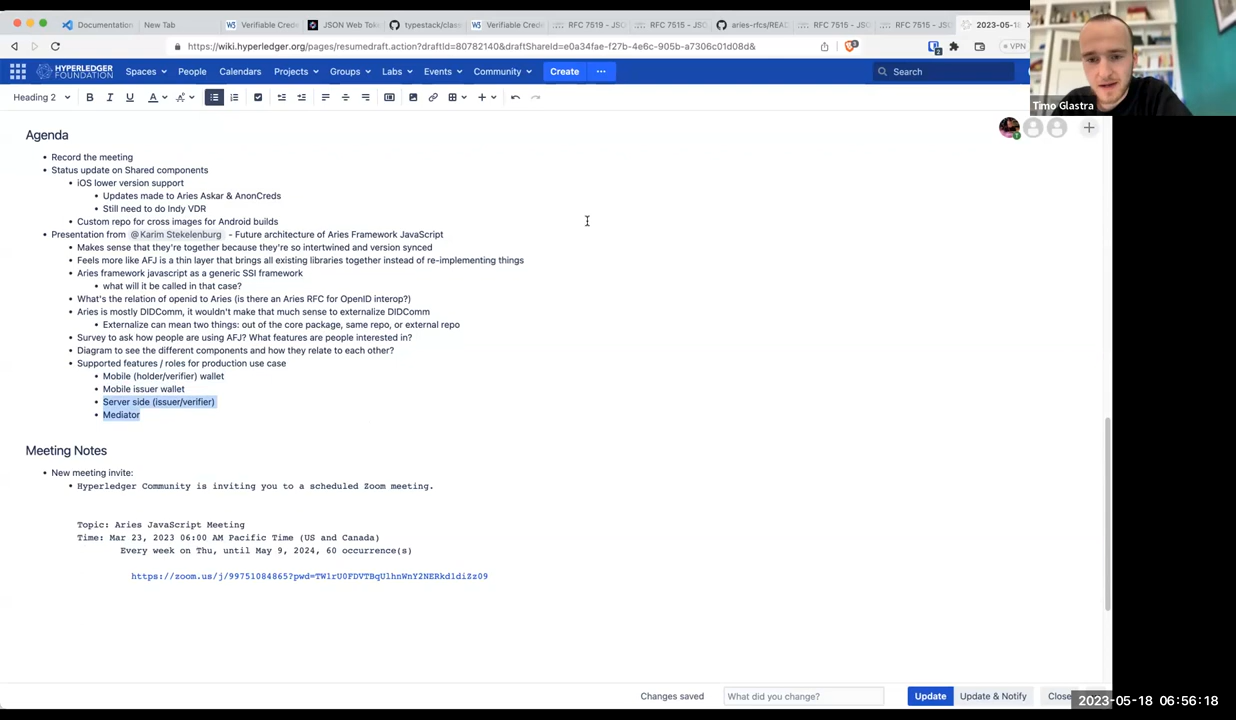 Documentation
New Tab
Verifiable Crede
JSON Web Toke
typestack/class
Verifiable Crede
RFC 7519 - JSO
RFC 7515 - JSO
aries-rfcs/READ
RFC 7515 - JSO
RFC 7515 - JSO
2023-05-18
https://wiki.hyperledger.org/pages/resumedraft.action?draftId=80782140&draftShareId=e0a34fae-f27b-4e6c-905b-a7306c01d08d&
VPN
HYPERLEDGER
FOUNDATION
Spaces
People
Calendars
Projects
Groups
Labs
Events
Community
Create
Search
Timo Glastra
Heading 2
Agenda
• Record the meeting
• Status update on Shared components
• iOS lower version support
• Updates made to Aries Askar & AnonCreds
• Still need to do Indy VDR
• Custom repo for cross images for Android builds
• Presentation from @Karim Stekelenburg - Future architecture of Aries Framework JavaScript
• Makes sense that they're together because they're so intertwined and version synced
• Feels more like AFJ is a thin layer that brings all existing libraries together instead of re-implementing things
• Aries framework javascript as a generic SSI framework
• what will it be called in that case?
• What's the relation of openid to Aries (is there an Aries RFC for OpenID interop?)
• Aries is mostly DIDComm, it wouldn't make that much sense to externalize DIDComm
• Externalize can mean two things: out of the core package, same repo, or external repo
• Survey to ask how people are using AFJ? What features are people interested in?
• Diagram to see the different components and how they relate to each other?
• Supported features / roles for production use case
• Mobile (holder/verifier) wallet
• Mobile issuer wallet
• Server side (issuer/verifier)
• Mediator
Meeting Notes
• New meeting invite:
• Hyperledger Community is inviting you to a scheduled Zoom meeting.
Topic: Aries JavaScript Meeting
Time: Mar 23, 2023 06:00 AM Pacific Time (US and Canada)
Every week on Thu, until May 9, 2024, 60 occurrence(s)
https://zoom.us/j/99751084865?pwd=TWlrU0FDVTBqUlhnWnY2NERkd1diZz09
Changes saved
What did you change?
Update
Update & Notify
Close
2023-05-18 06:56:18